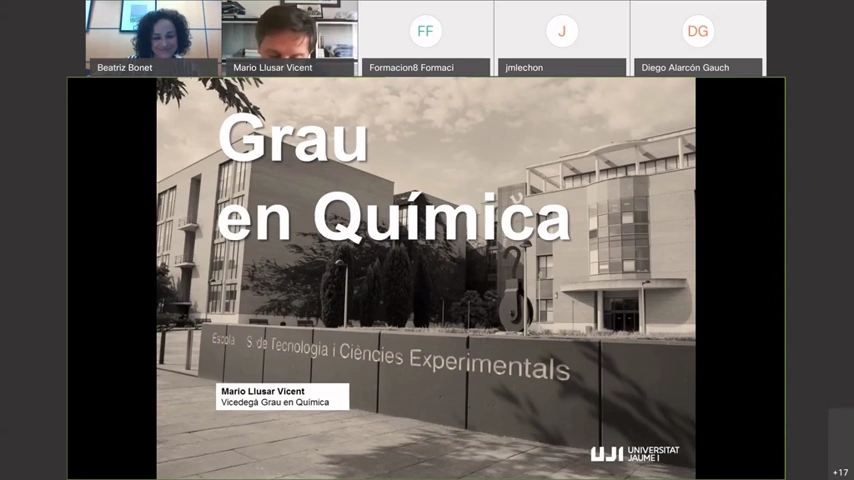 FF
J
DG
Beatriz Bonet
Mario Llusar Vicent
Formacion8 Formaci
jmlechon
Diego Alarcón Gauch
Grau
en Química
Escola S. de Tecnologia i Ciències Experimentals
Mario Llusar Vicent
Vicedegà Grau en Química
UJI UNIVERSITAT
JAUME I
+17